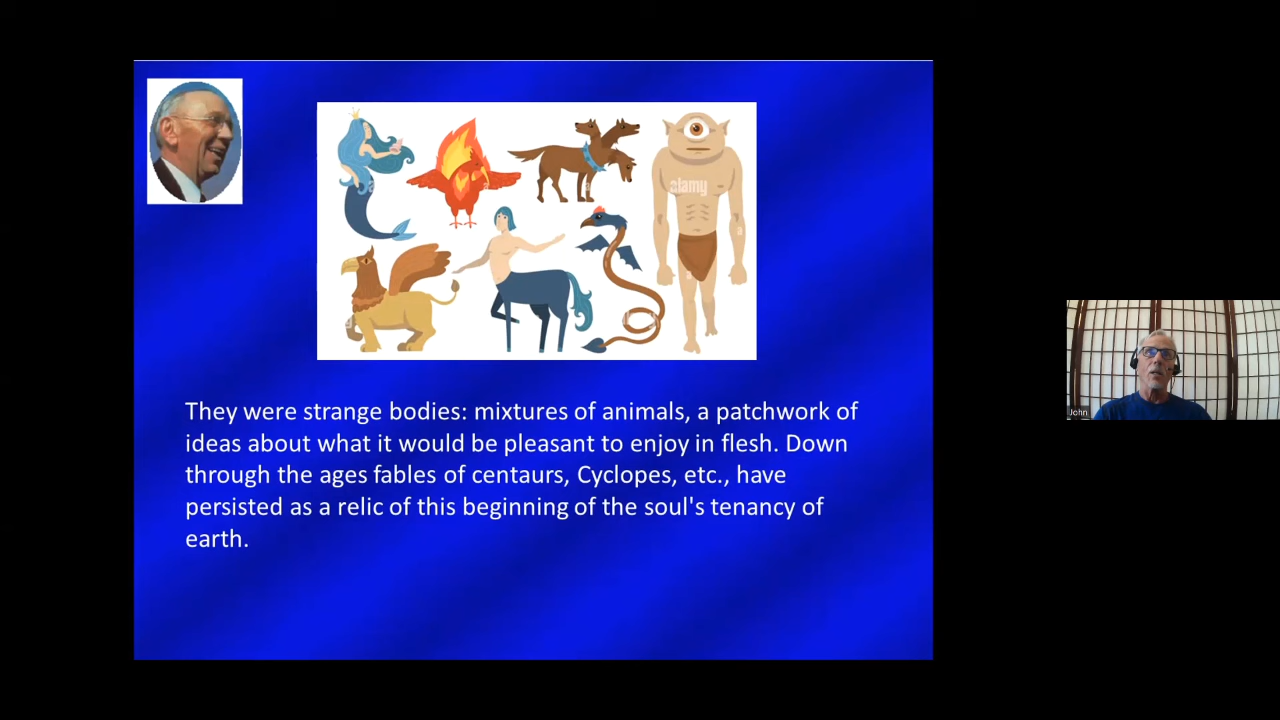 alamy
They were strange bodies: mixtures of animals, a patchwork of
ideas about what it would be pleasant to enjoy in flesh. Down
through the ages fables of centaurs, Cyclopes, etc., have
persisted as a relic of this beginning of the soul's tenancy of
earth.
John